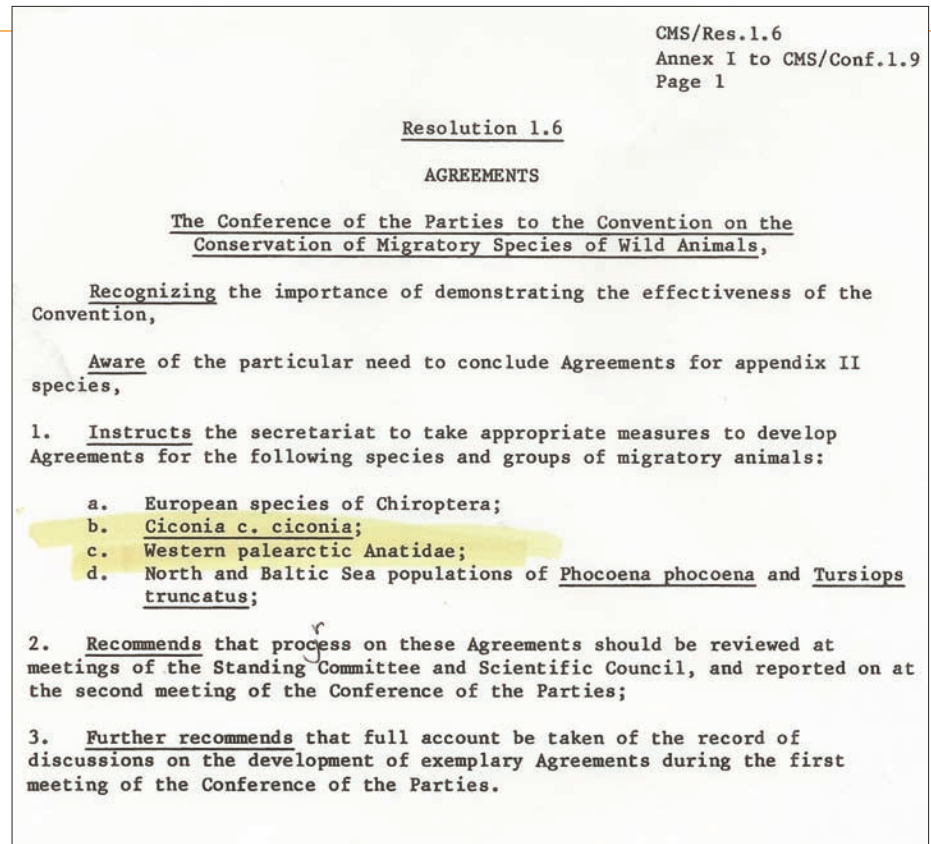 CMS/Res.1.6
Annex I to CMS/Conf.1.9
Page 1
Resolution 1.6
AGREEMENTS
The Conference of the Parties to the Convention on the
Conservation of Migratory Species of Wild Animals,
Recognizing the importance of demonstrating the effectiveness of the
Convention,
Aware of the particular need to conclude Agreements for appendix II
species,
1. Instructs the secretariat to take appropriate measures to develop
Agreements for the following species and groups of migratory animals:
a. European species of Chiroptera;
b. Ciconia c. ciconia;
c. Western palearctic Anatidae;
d. North and Baltic Sea populations of Phocoena phocoena and Tursiops
truncatus;
2. Recommends that progress on these Agreements should be reviewed at
meetings of the Standing Committee and Scientific Council, and reported on at
the second meeting of the Conference of the Parties;
3. Further recommends that full account be taken of the record of
discussions on the development of exemplary Agreements during the first
meeting of the Conference of the Parties.